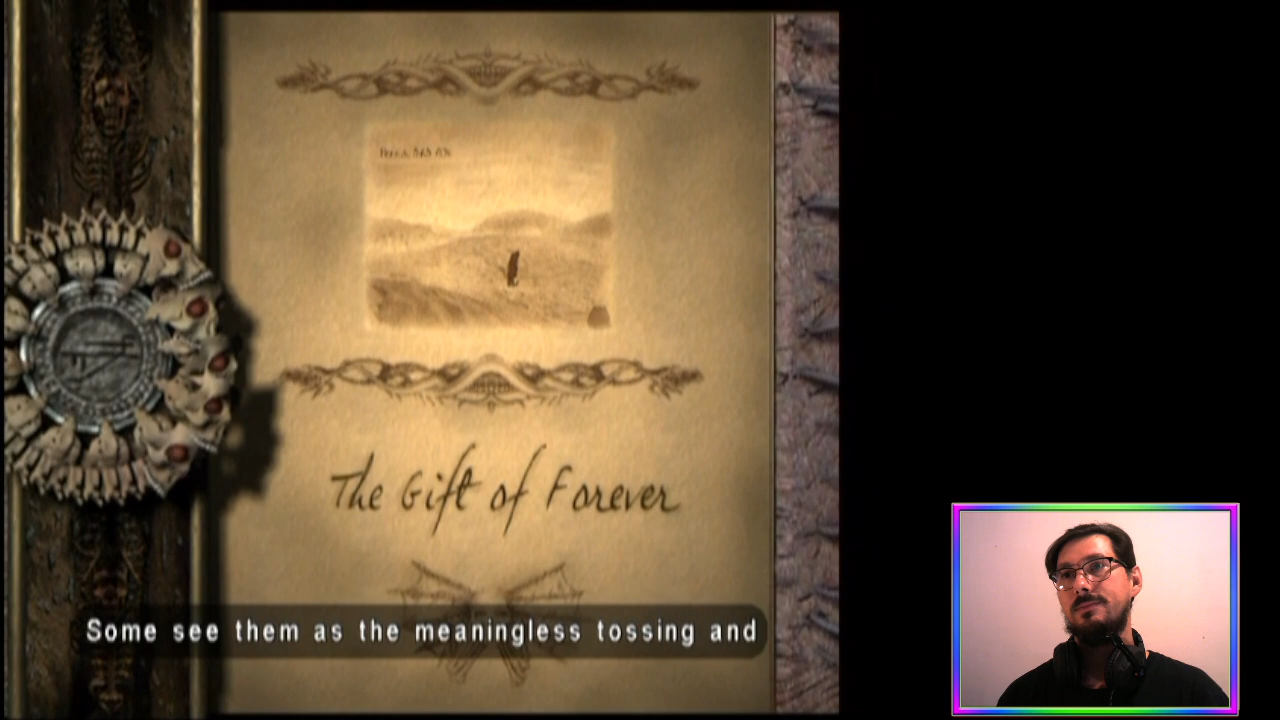 The Gift of Forever
Some see them as the meaningless tossing and